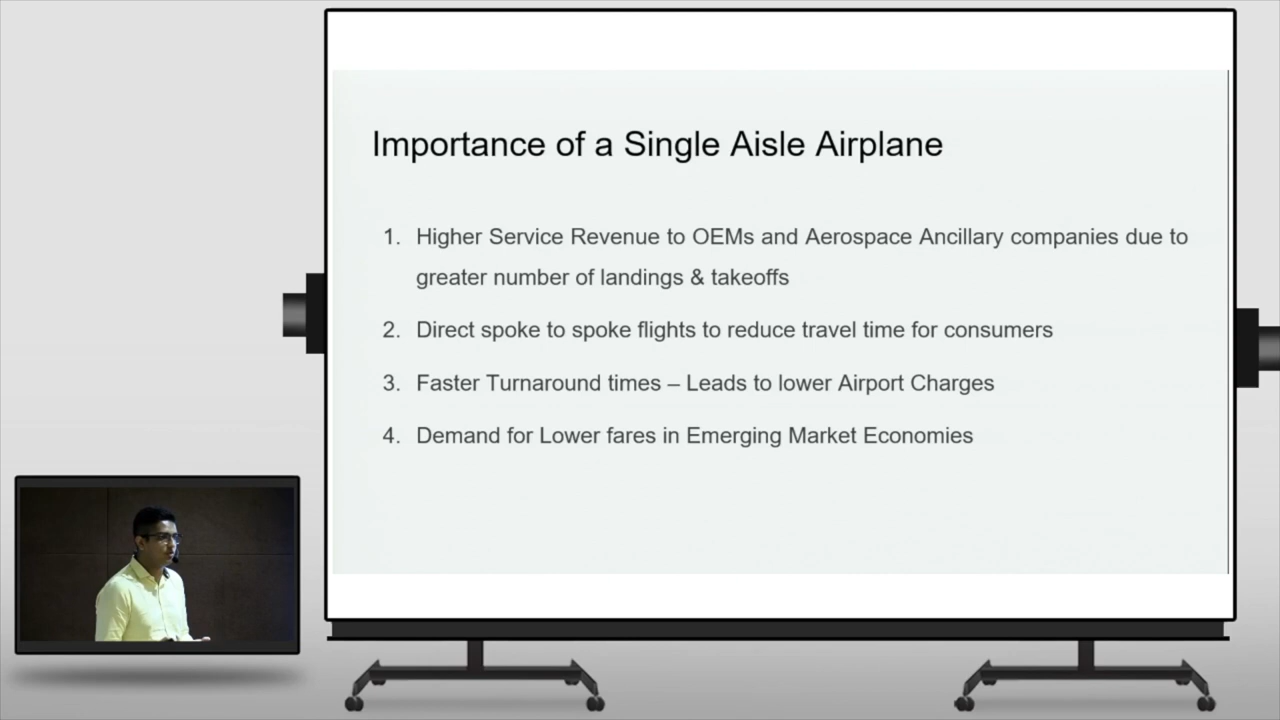 Importance of a Single Aisle Airplane
1. Higher Service Revenue to OEMs and Aerospace Ancillary companies due to
greater number of landings & takeoffs
2. Direct spoke to spoke flights to reduce travel time for consumers
3. Faster Turnaround times – Leads to lower Airport Charges
4. Demand for Lower fares in Emerging Market Economies